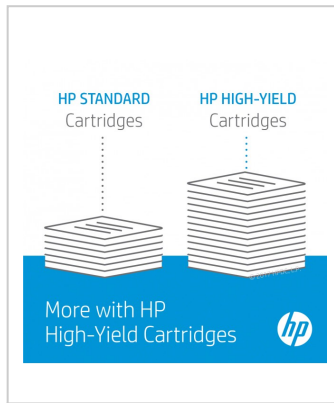 HP STANDARD
Cartridges
HP HIGH-YIELD
Cartridges
More with HP
High-Yield Cartridges
hp